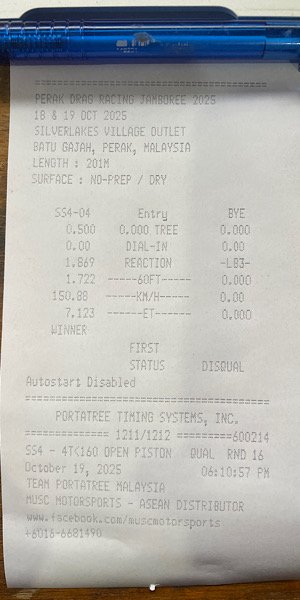 ========================================
PERAK DRAG RACING JAMBOREE 2025
18 & 19 OCT 2025
SILVERLAKES VILLAGE OUTLET
BATU GAJAH, PERAK, MALAYSIA
LENGTH : 201M
SURFACE : NO-PREP / DRY
SS4-04 Entry BYE
0.500 0.000 TREE 0.000
0.00 DIAL-IN 0.00
1.869 REACTION -L83-
1.722 -----60FT----- 0.000
150.88 -----KM/H----- 0.00
7.123 ------ET------ 0.000
WINNER
FIRST
STATUS DISQUAL
Autostart Disabled
========================================
PORTATREE TIMING SYSTEMS, INC.
============== 1211/1212 =========600214
SS4 - 4T<160 OPEN PISTON QUAL RND 16
October 19, 2025 06:10:57 PM
TEAM PORTATREE MALAYSIA
MUSC MOTORSPORTS - ASEAN DISTRIBUTOR
www.facebook.com/muscmotorsports
+6016-6681490